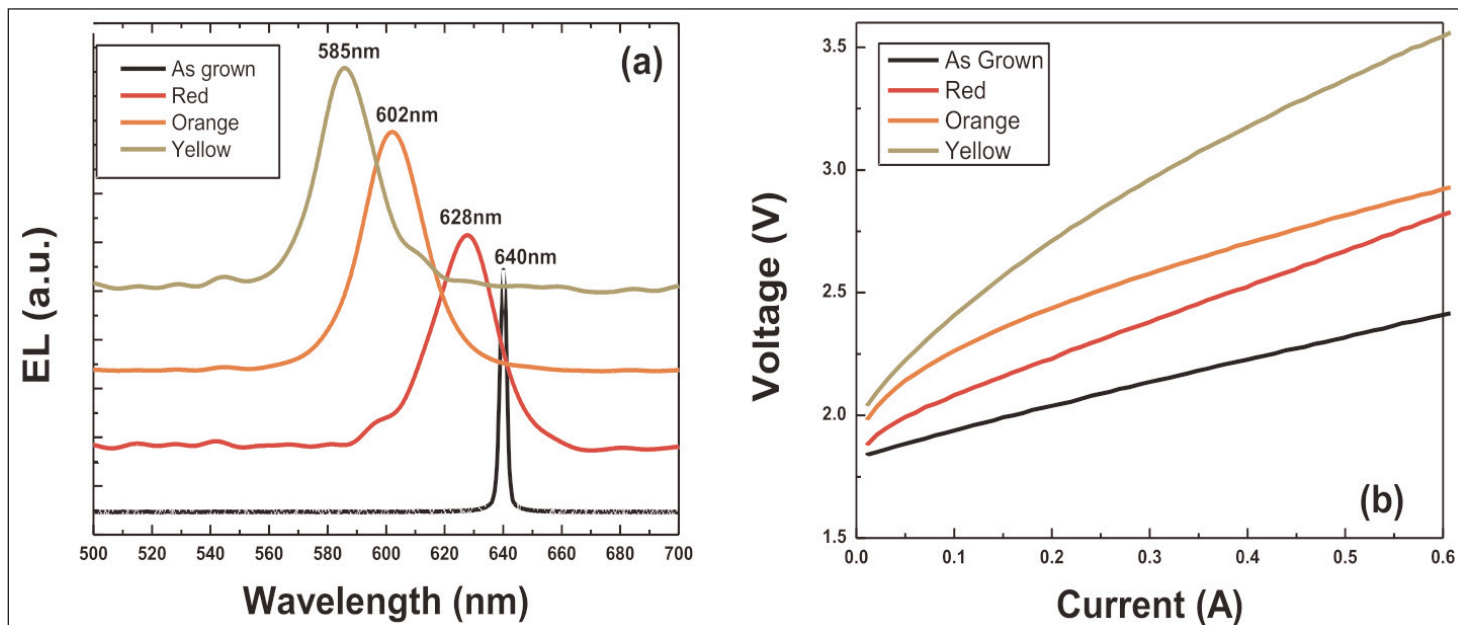 585nm
(a)
As grown
Red
Orange
Yellow
602nm
628nm
640nm
EL (a.u.)
500 520 540 560 580 600 620 640 660 680 700
Wavelength (nm)
3.5
3.0
2.5
2.0
1.5
Voltage (V)
As Grown
Red
Orange
Yellow
(b)
0.0 0.1 0.2 0.3 0.4 0.5 0.6
Current (A)